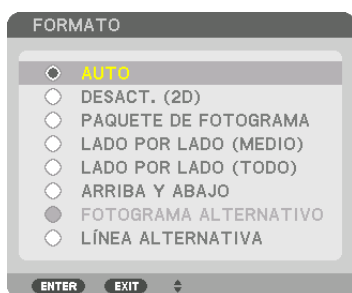 FORMATO
AUTO
DESACT. (2D)
PAQUETE DE FOTOGRAMA
LADO POR LADO (MEDIO)
LADO POR LADO (TODO)
ARRIBA Y ABAJO
FOTOGRAMA ALTERNATIVO
LÍNEA ALTERNATIVA
ENTER EXIT